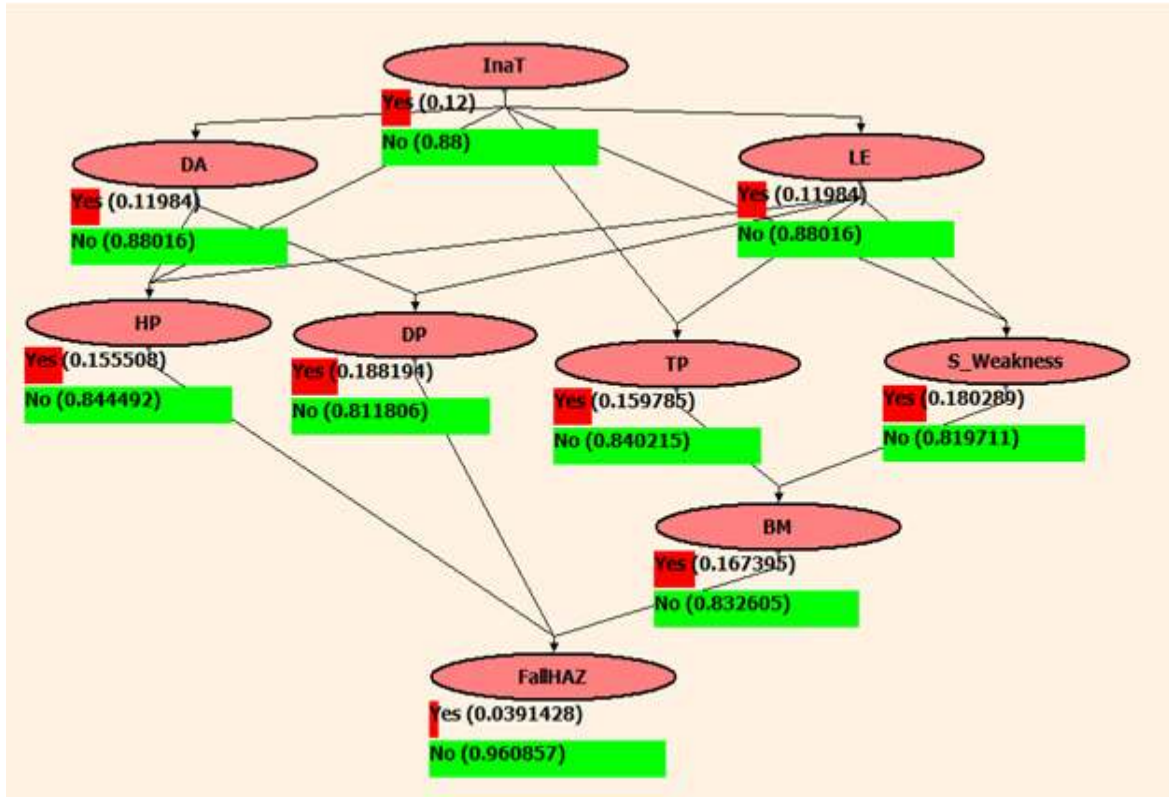 InaT
Yes (0.12)
No (0.88)
DA
Yes (0.11984)
No (0.88016)
LE
Yes (0.11984)
No (0.88016)
HP
Yes (0.155508)
No (0.844492)
DP
Yes (0.188194)
No (0.811806)
TP
Yes (0.159785)
No (0.840215)
S_Weakness
Yes (0.180289)
No (0.819711)
BM
Yes (0.167395)
No (0.832605)
FallHAZ
Yes (0.0391428)
No (0.960857)